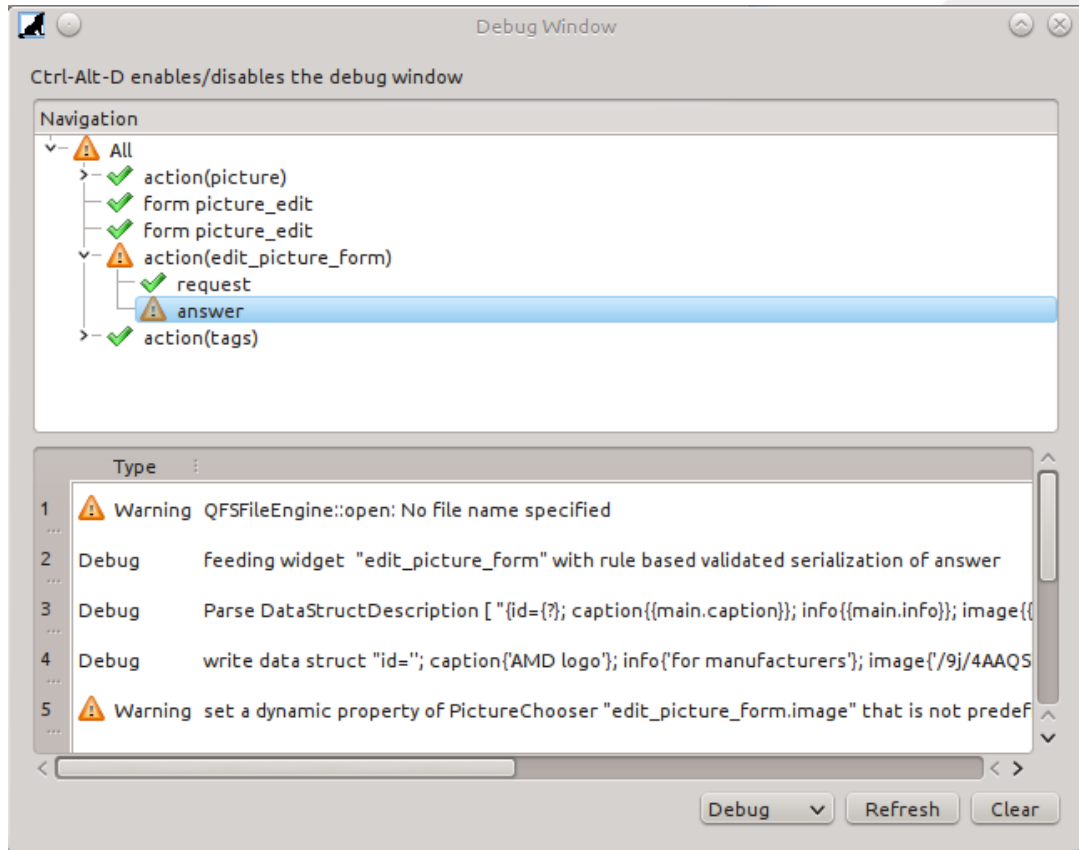 Debug Window
Ctrl-Alt-D enables/disables the debug window
Navigation
All
action(picture)
form picture_edit
form picture_edit
action(edit_picture_form)
request
answer
action(tags)
Type
1 Warning QFSFileEngine::open: No file name specified
2 Debug feeding widget "edit_picture_form" with rule based validated serialization of answer
3 Debug Parse DataStructDescription [ "{id={?}; caption{{main.caption}}; info{{main.info}}; image{{
4 Debug write data struct "id=''; caption{'AMD logo'}; info{'for manufacturers'}; image{'/9j/4AAQS
5 Warning set a dynamic property of PictureChooser "edit_picture_form.image" that is not predef
Debug Refresh Clear